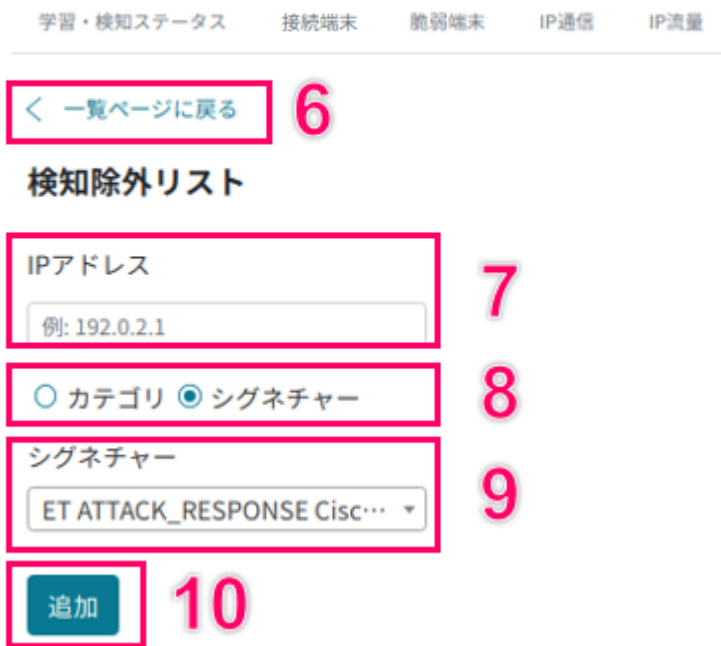 学習・検知ステータス 接続端末 脆弱端末 IP通信 IP流量
一覧ページに戻る 6
検知除外リスト
IPアドレス
例: 192.0.2.1
7
カテゴリ シグネチャー 8
シグネチャー
ET ATTACK_RESPONSE Cisc… 9
追加 10